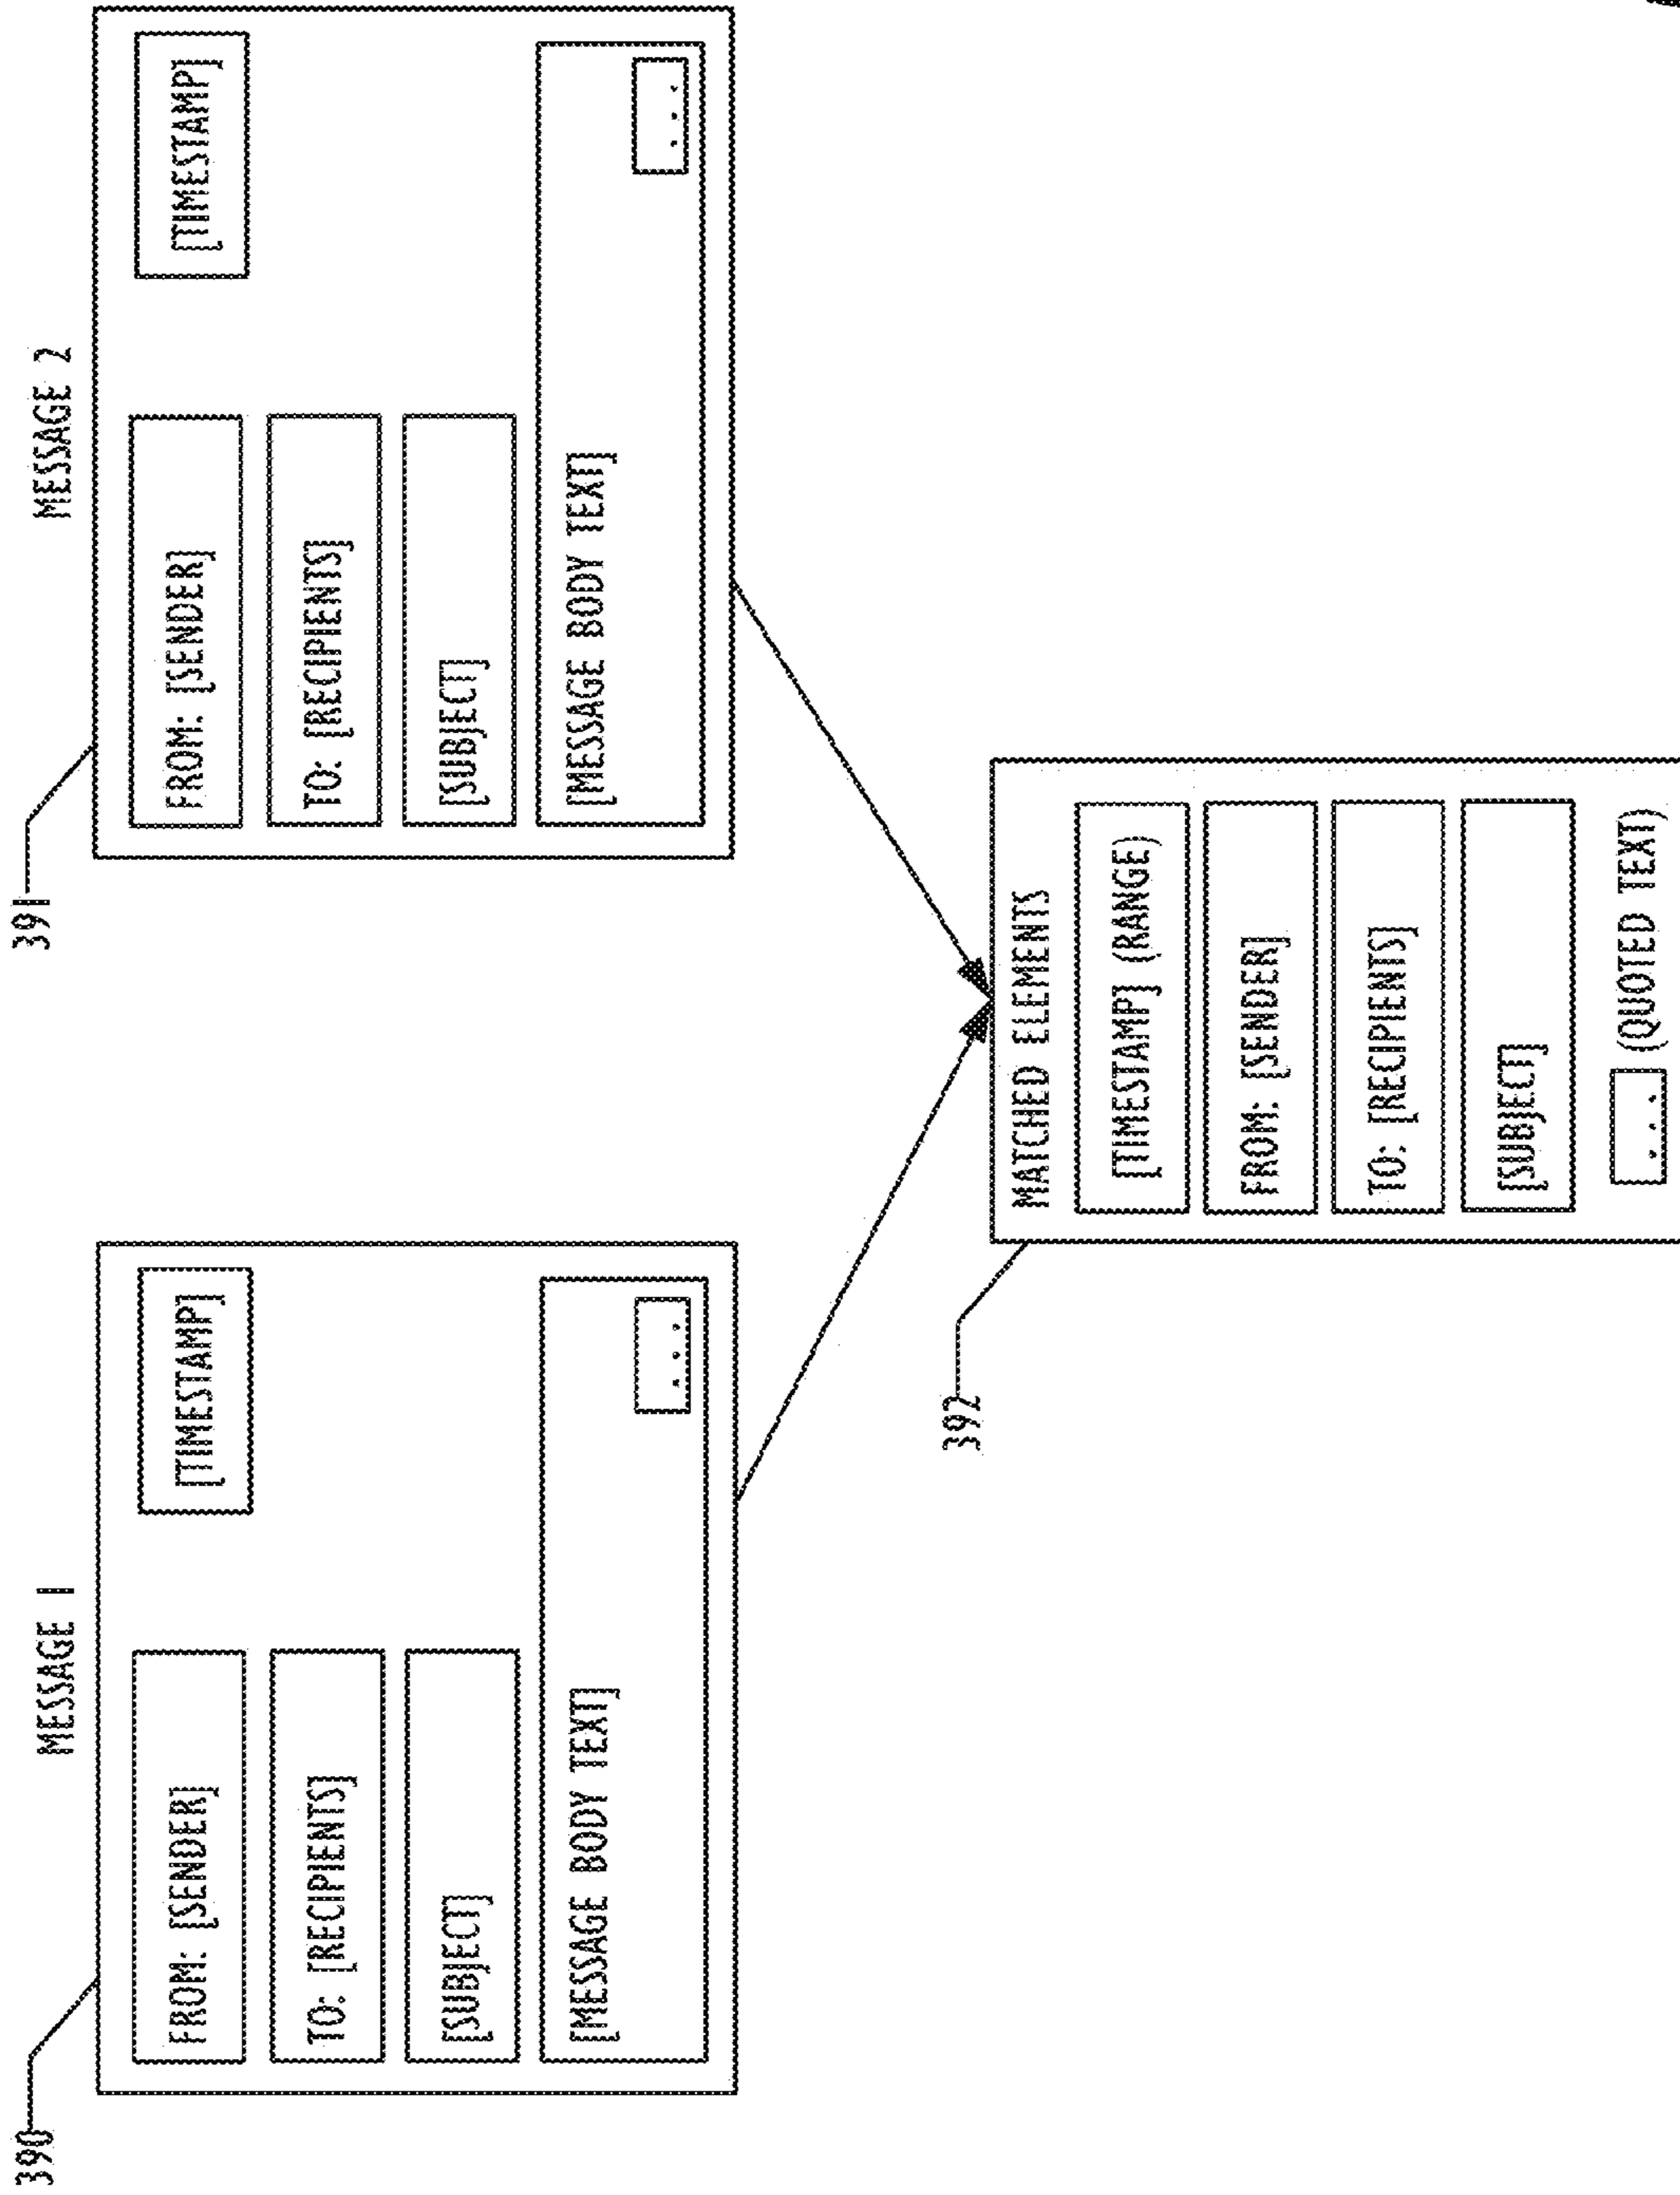 MESSAGE 1
390
FROM: [SENDER]
[TIMESTAMP]
TO: [RECIPIENTS]
[SUBJECT]
[MESSAGE BODY TEXT]
...
MESSAGE 2
391
FROM: [SENDER]
[TIMESTAMP]
TO: [RECIPIENTS]
[SUBJECT]
[MESSAGE BODY TEXT]
...
392
MATCHED ELEMENTS
[TIMESTAMP] (RANGE)
FROM: [SENDER]
TO: [RECIPIENTS]
[SUBJECT]
... (QUOTED TEXT)